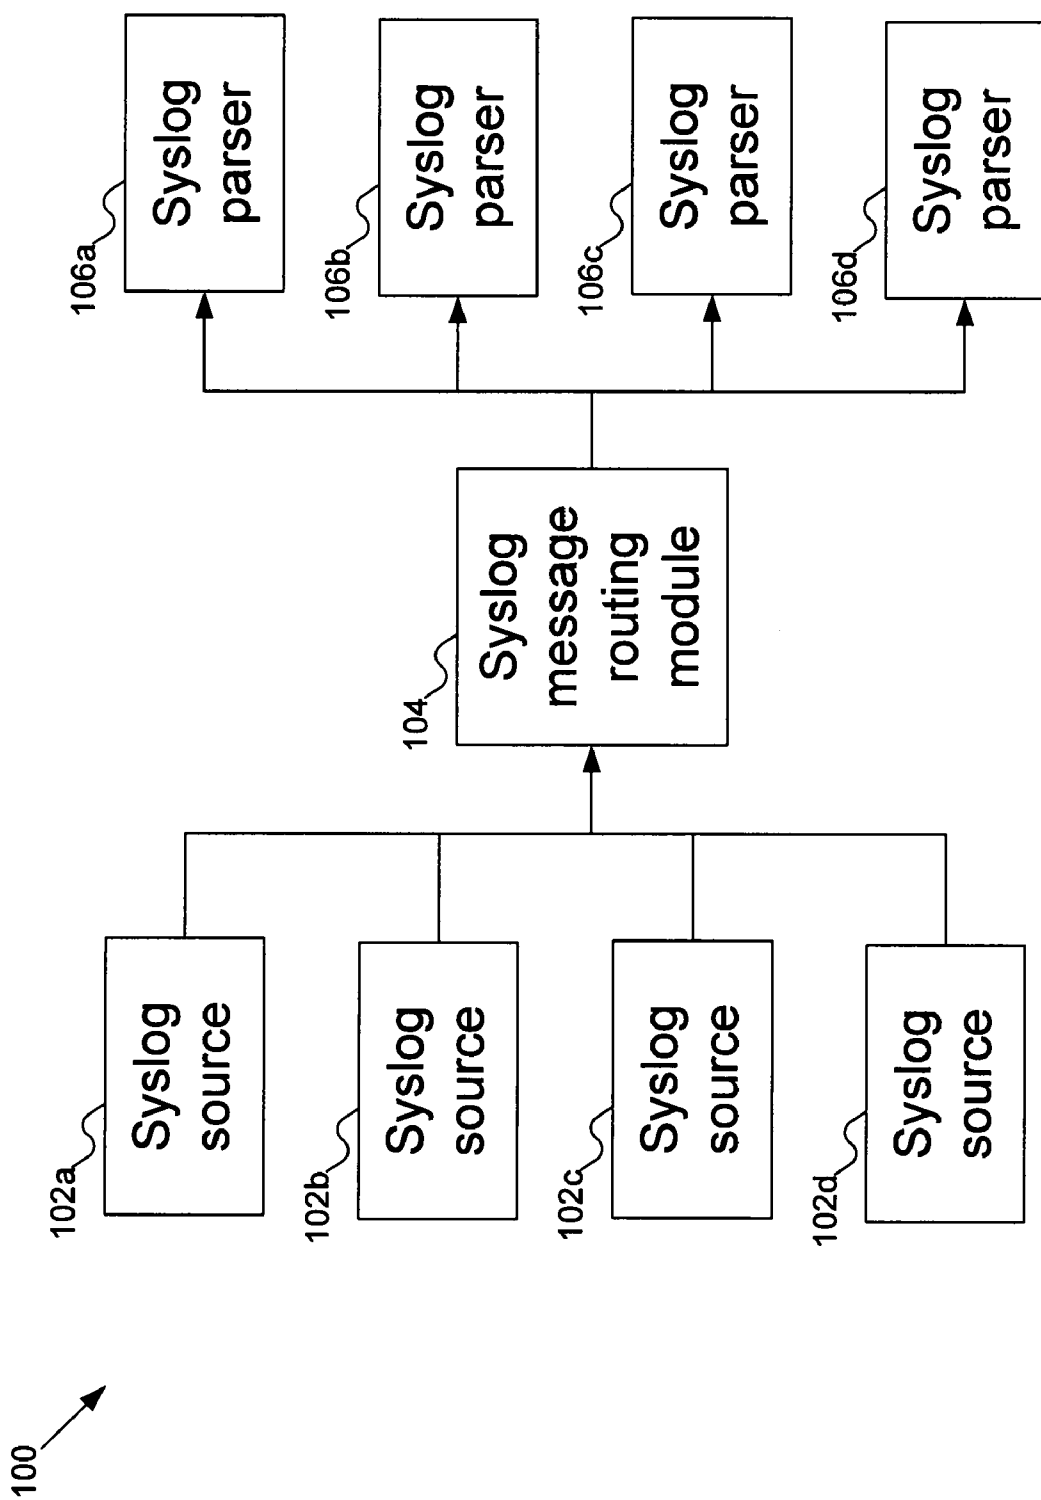 100
102a
Syslog
source
102b
Syslog
source
102c
Syslog
source
102d
Syslog
source
104
Syslog
message
routing
module
106a
Syslog
parser
106b
Syslog
parser
106c
Syslog
parser
106d
Syslog
parser